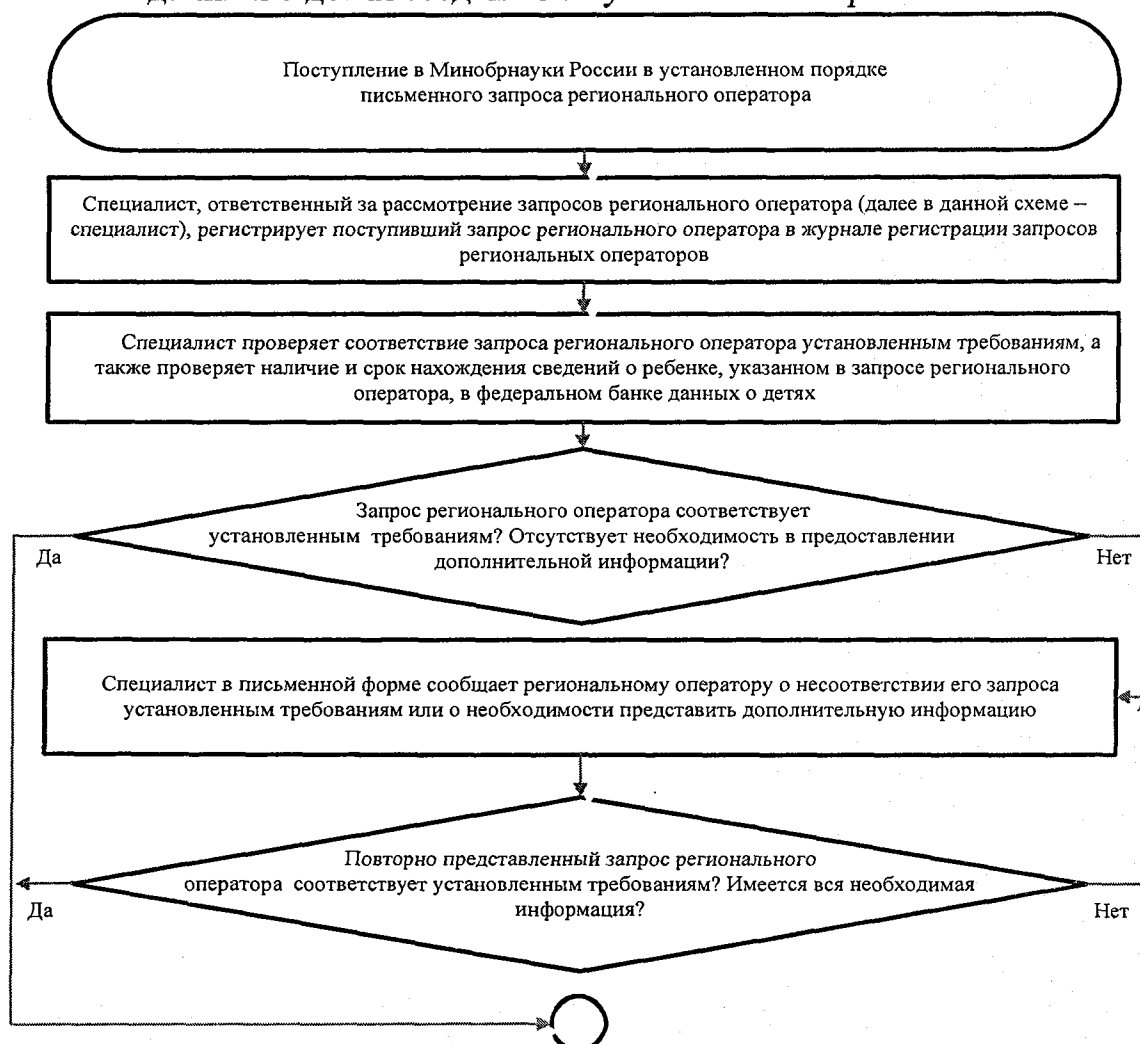 Поступление в Минобрнауки России в установленном порядке
письменного запроса регионального оператора
Специалист, ответственный за рассмотрение запросов регионального оператора (далее в данной схеме –
специалист), регистрирует поступивший запрос регионального оператора в журнале регистрации запросов
региональных операторов
Специалист проверяет соответствие запроса регионального оператора установленным требованиям, а
также проверяет наличие и срок нахождения сведений о ребенке, указанном в запросе регионального
оператора, в федеральном банке данных о детях
Запрос регионального оператора соответствует
установленным требованиям? Отсутствует необходимость в предоставлении
дополнительной информации?
Да
Нет
Специалист в письменной форме сообщает региональному оператору о несоответствии его запроса
установленным требованиям или о необходимости представить дополнительную информацию
Повторно представленный запрос регионального
оператора соответствует установленным требованиям? Имеется вся необходимая
информация?
Да
Нет